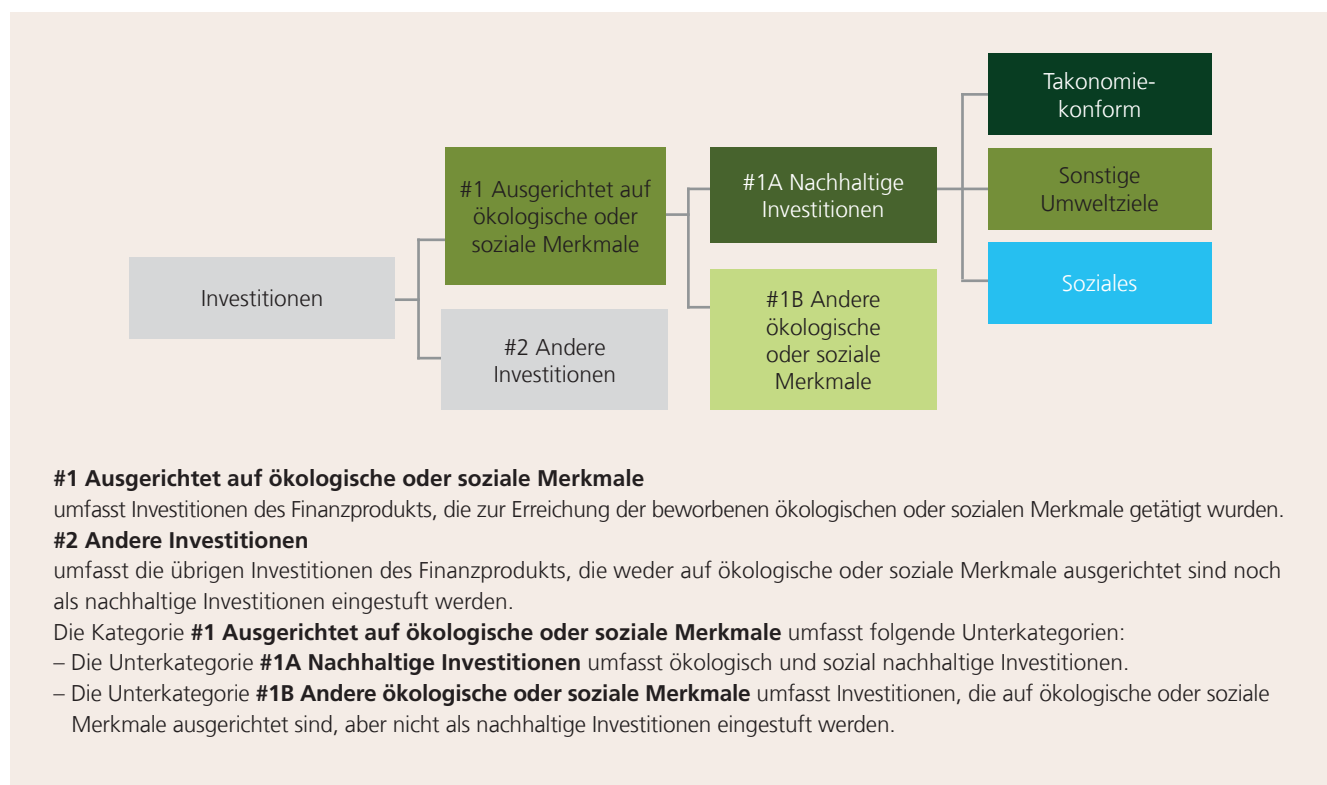 Takonomie-
konform
#1 Ausgerichtet auf
ökologische oder
soziale Merkmale
#1A Nachhaltige
Investitionen
Sonstige
Umweltziele
Investitionen
#2 Andere
Investitionen
#1B Andere
ökologische
oder soziale
Merkmale
Soziales
#1 Ausgerichtet auf ökologische oder soziale Merkmale
umfasst Investitionen des Finanzprodukts, die zur Erreichung der beworbenen ökologischen oder sozialen Merkmale getätigt wurden.
#2 Andere Investitionen
umfasst die übrigen Investitionen des Finanzprodukts, die weder auf ökologische oder soziale Merkmale ausgerichtet sind noch
als nachhaltige Investitionen eingestuft werden.
Die Kategorie #1 Ausgerichtet auf ökologische oder soziale Merkmale umfasst folgende Unterkategorien:
– Die Unterkategorie #1A Nachhaltige Investitionen umfasst ökologisch und sozial nachhaltige Investitionen.
– Die Unterkategorie #1B Andere ökologische oder soziale Merkmale umfasst Investitionen, die auf ökologische oder soziale
Merkmale ausgerichtet sind, aber nicht als nachhaltige Investitionen eingestuft werden.